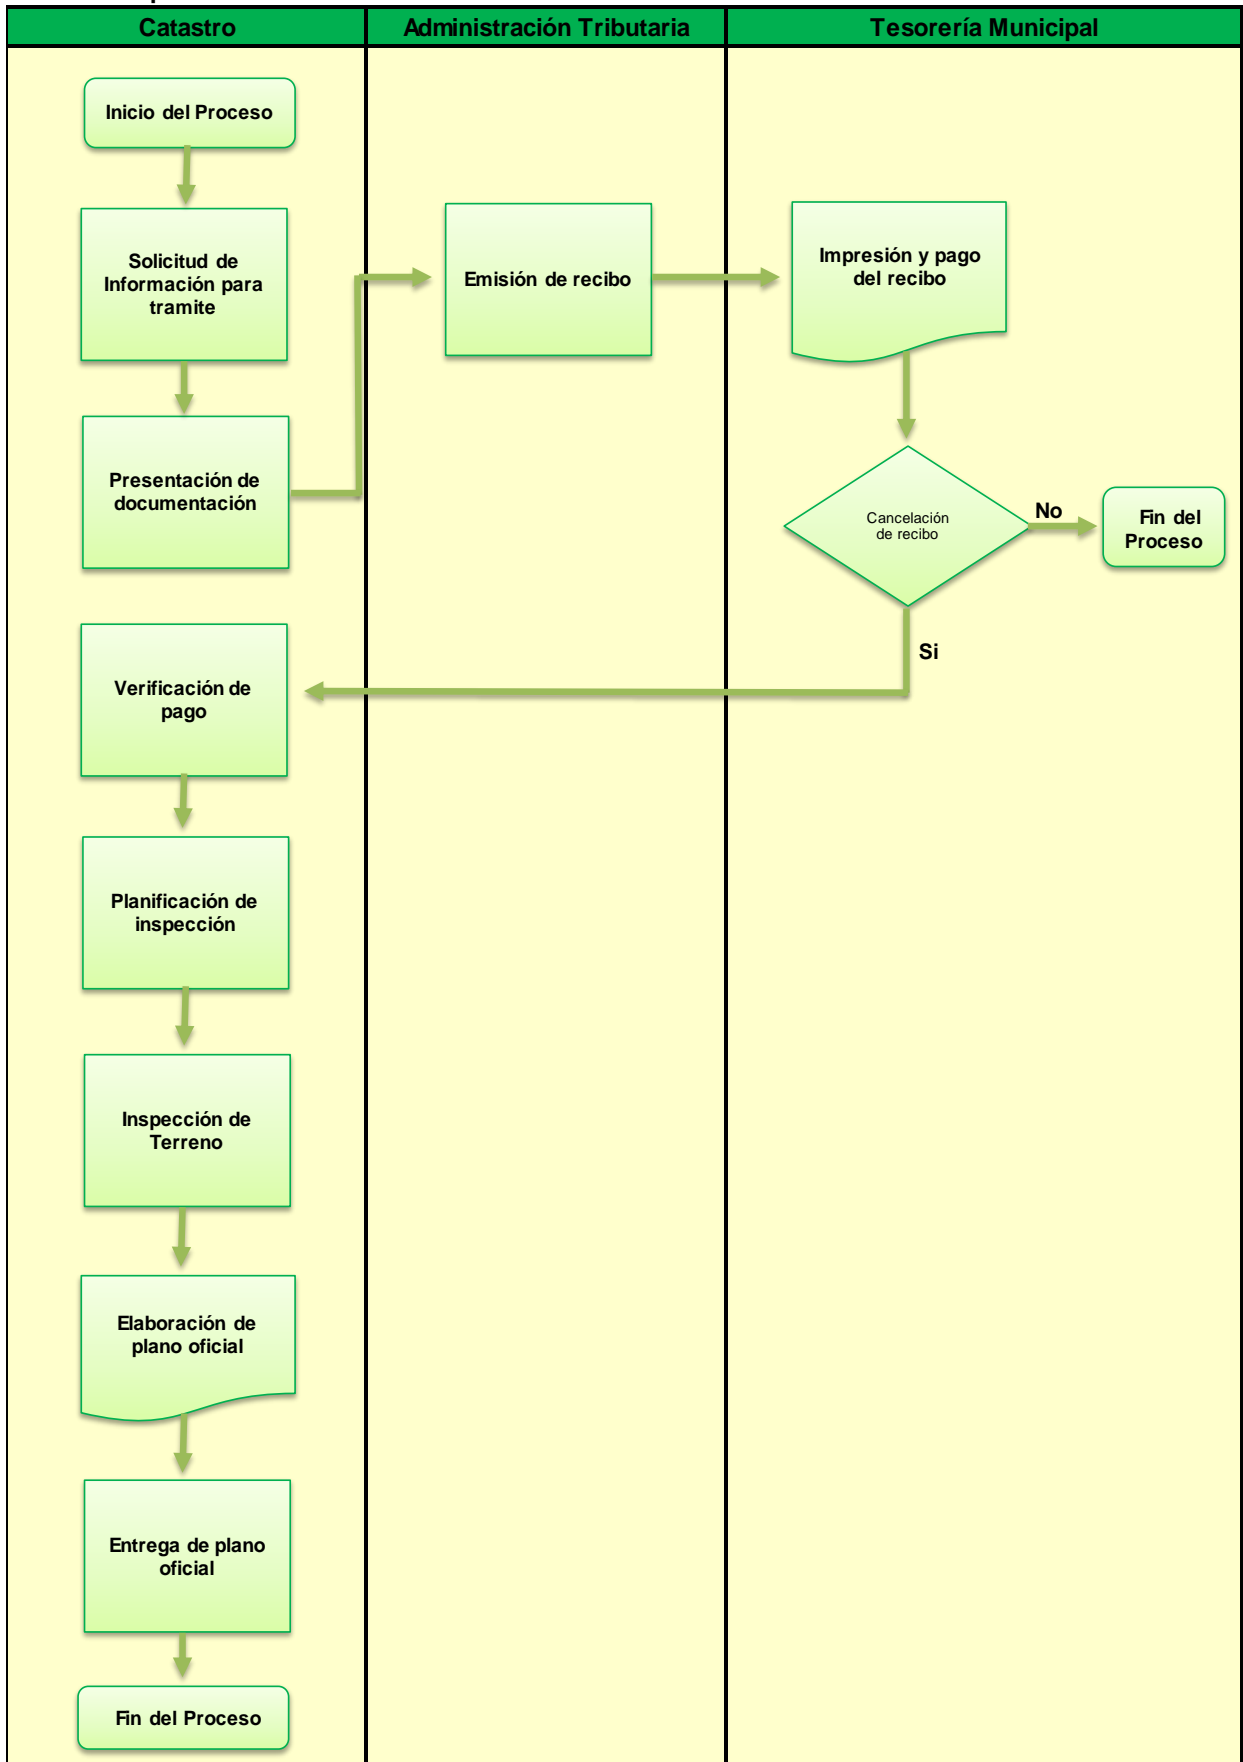 Catastro
Administración Tributaria
Tesorería Municipal
Inicio del Proceso
Solicitud de
Información para
tramite
Presentación de
documentación
Emisión de recibo
Impresión y pago
del recibo
Cancelación
de recibo
No
Fin del
Proceso
Si
Verificación de
pago
Planificación de
inspección
Inspección de
Terreno
Elaboración de
plano oficial
Entrega de plano
oficial
Fin del Proceso